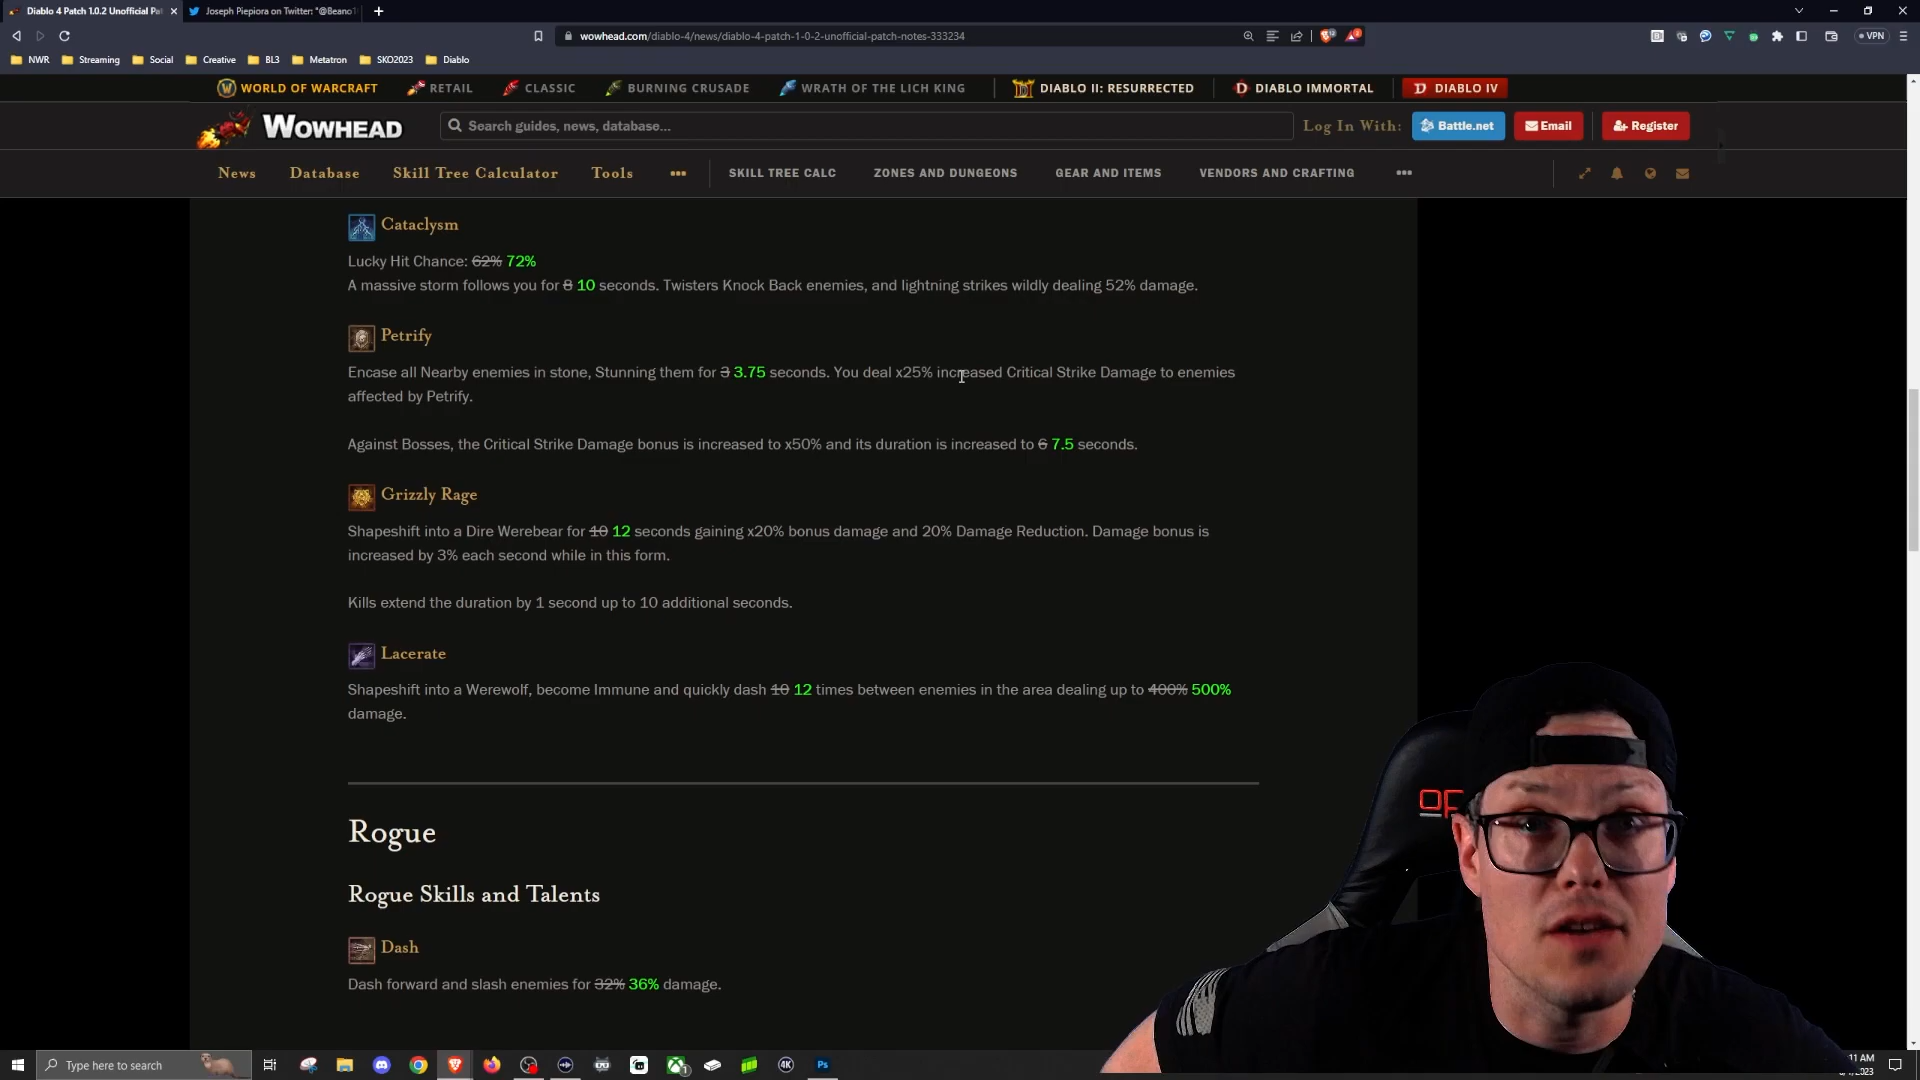 Diablo 4 Patch 1.0.2 Unofficial Pa
Joseph Piepiora on Twitter: "@Beano
wowhead.com/diablo-4/news/diablo-4-patch-1-0-2-unofficial-patch-notes-333234
VPN
NWR Streaming Social Creative BL3 Metatron SKO2023 Diablo
WORLD OF WARCRAFT RETAIL CLASSIC BURNING CRUSADE WRATH OF THE LICH KING DIABLO II: RESURRECTED DIABLO IMMORTAL DIABLO IV
WOWHEAD Search guides, news, database... Log In With: Battle.net Email Register
News Database Skill Tree Calculator Tools ••• SKILL TREE CALC ZONES AND DUNGEONS GEAR AND ITEMS VENDORS AND CRAFTING •••
Cataclysm
Lucky Hit Chance: 62% 72%
A massive storm follows you for 8 10 seconds. Twisters Knock Back enemies, and lightning strikes wildly dealing 52% damage.
Petrify
Encase all Nearby enemies in stone, Stunning them for 3 3.75 seconds. You deal x25% increased Critical Strike Damage to enemies
affected by Petrify.
Against Bosses, the Critical Strike Damage bonus is increased to x50% and its duration is increased to 6 7.5 seconds.
Grizzly Rage
Shapeshift into a Dire Werebear for 10 12 seconds gaining x20% bonus damage and 20% Damage Reduction. Damage bonus is
increased by 3% each second while in this form.
Kills extend the duration by 1 second up to 10 additional seconds.
Lacerate
Shapeshift into a Werewolf, become Immune and quickly dash 10 12 times between enemies in the area dealing up to 400% 500%
damage.
Rogue
Rogue Skills and Talents
Dash
Dash forward and slash enemies for 32% 36% damage.
OF
Type here to search
4K
Ps
11 AM